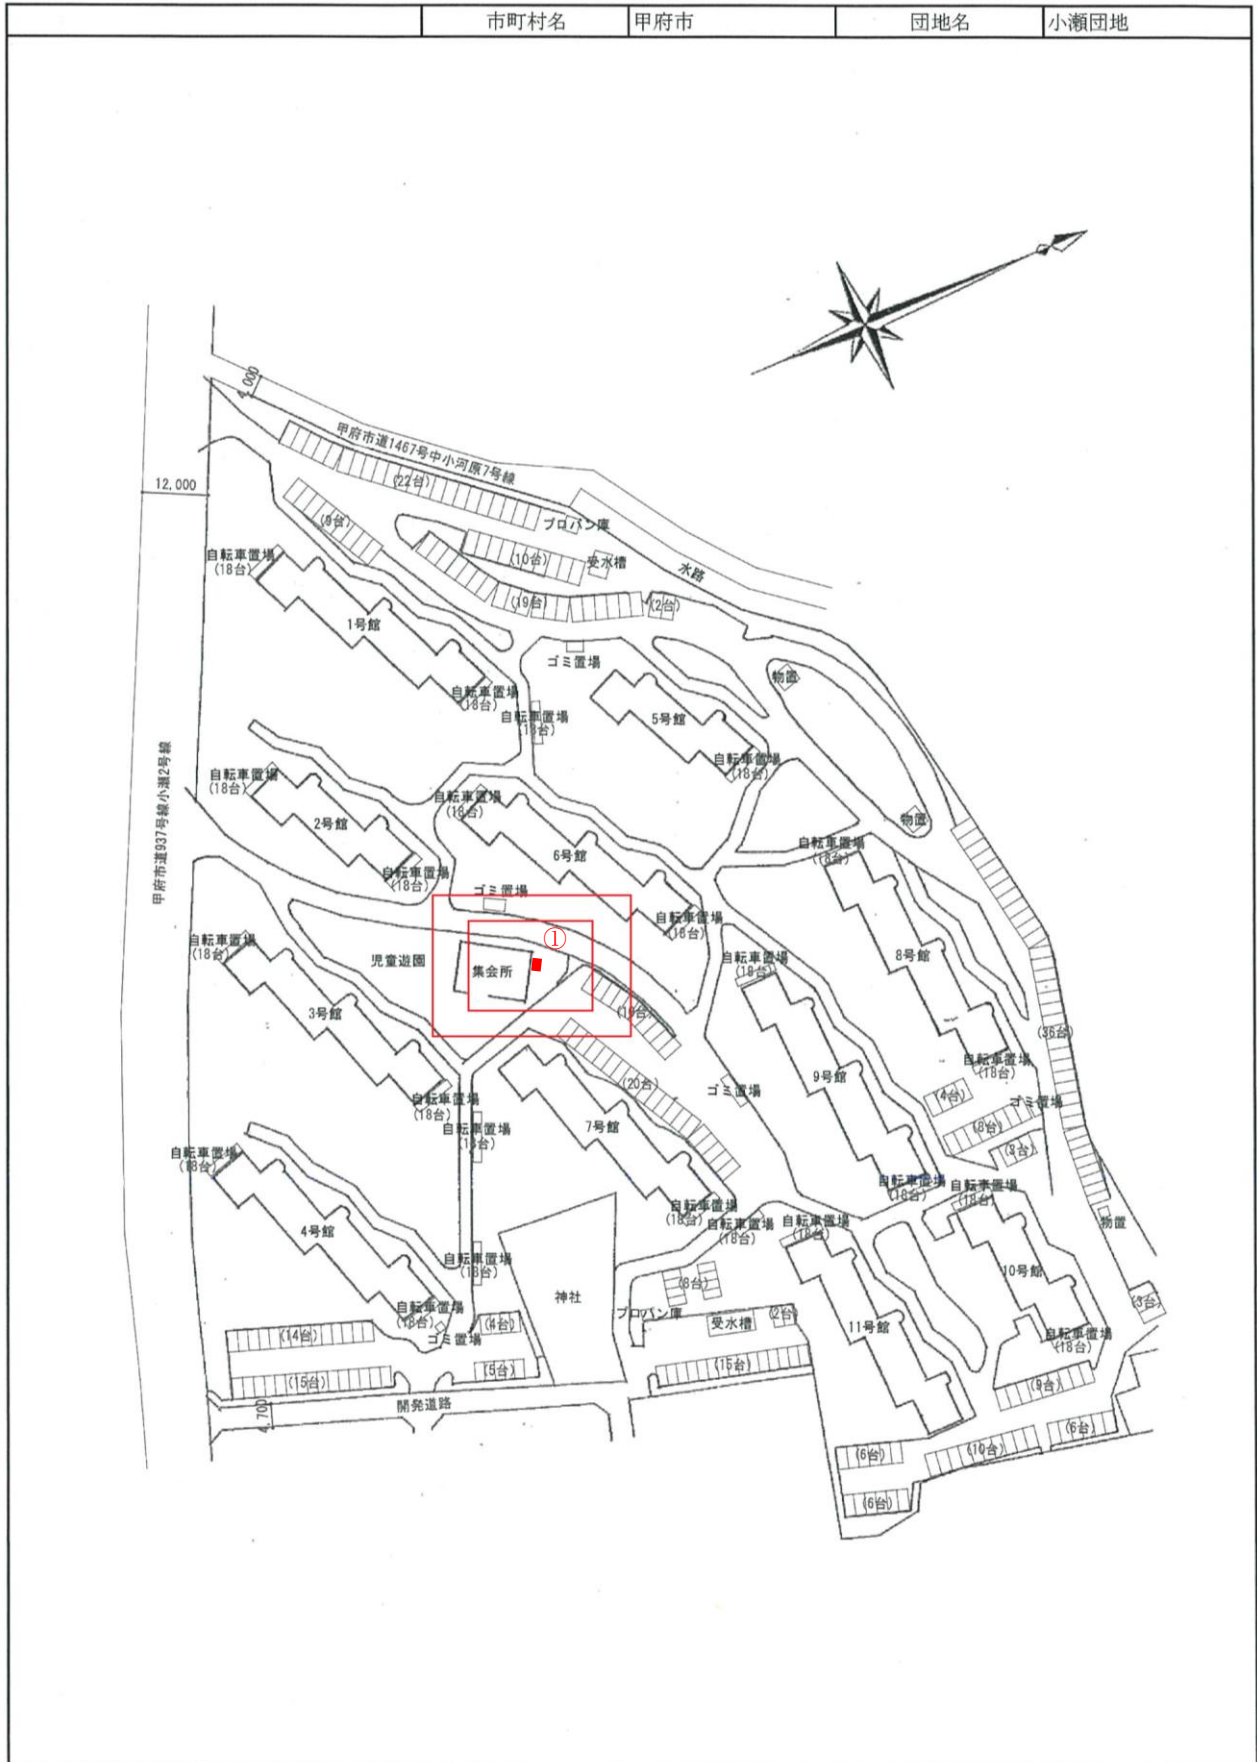 市町村名 甲府市 団地名 小瀬団地
4,000
甲府市道1467号中小河原7号線
12,000
(22台)
(9台)
プロパン庫
(10台)
受水槽
水路
自転車置場
(18台)
(19台)
(2台)
1号館
ゴミ置場
物置
自転車置場
(18台)
自転車置場
(18台)
5号館
自転車置場
(18台)
甲府市道937号線小瀬2号線
自転車置場
(18台)
自転車置場
(18台)
2号館
物置
6号館
自転車置場
(18台)
自転車置場
(18台)
ゴミ置場
自転車置場
(18台)
①
自転車置場
(18台)
児童遊園
集会所
自転車置場
(18台)
8号館
3号館
(36台)
(20台)
9号館
ゴミ置場
自転車置場
(18台)
(4台)
ゴミ置場
自転車置場
(18台)
自転車置場
(18台)
7号館
(8台)
自転車置場
(18台)
自転車置場
(18台)
自転車置場
(18台)
自転車置場
(18台)
自転車置場
(18台)
自転車置場
(18台)
物置
4号館
自転車置場
(18台)
10号館
神社
プロパン庫
受水槽
(2台)
(3台)
自転車置場
(18台)
ゴミ置場
(4台)
11号館
自転車置場
(18台)
(14台)
(5台)
(15台)
(15台)
(9台)
開発道路
4,700
(6台)
(10台)
(6台)
(6台)